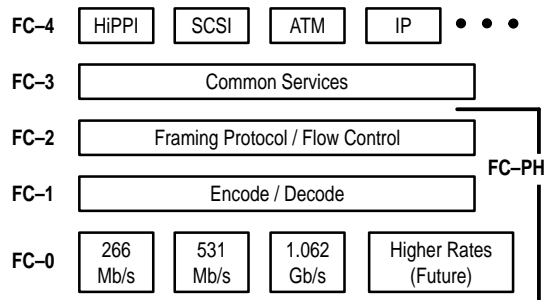 FC–4 HiPPI SCSI ATM IP • • •
FC–3 Common Services
FC–2 Framing Protocol / Flow Control
FC–PH
FC–1 Encode / Decode
FC–0 266 Mb/s 531 Mb/s 1.062 Gb/s Higher Rates (Future)